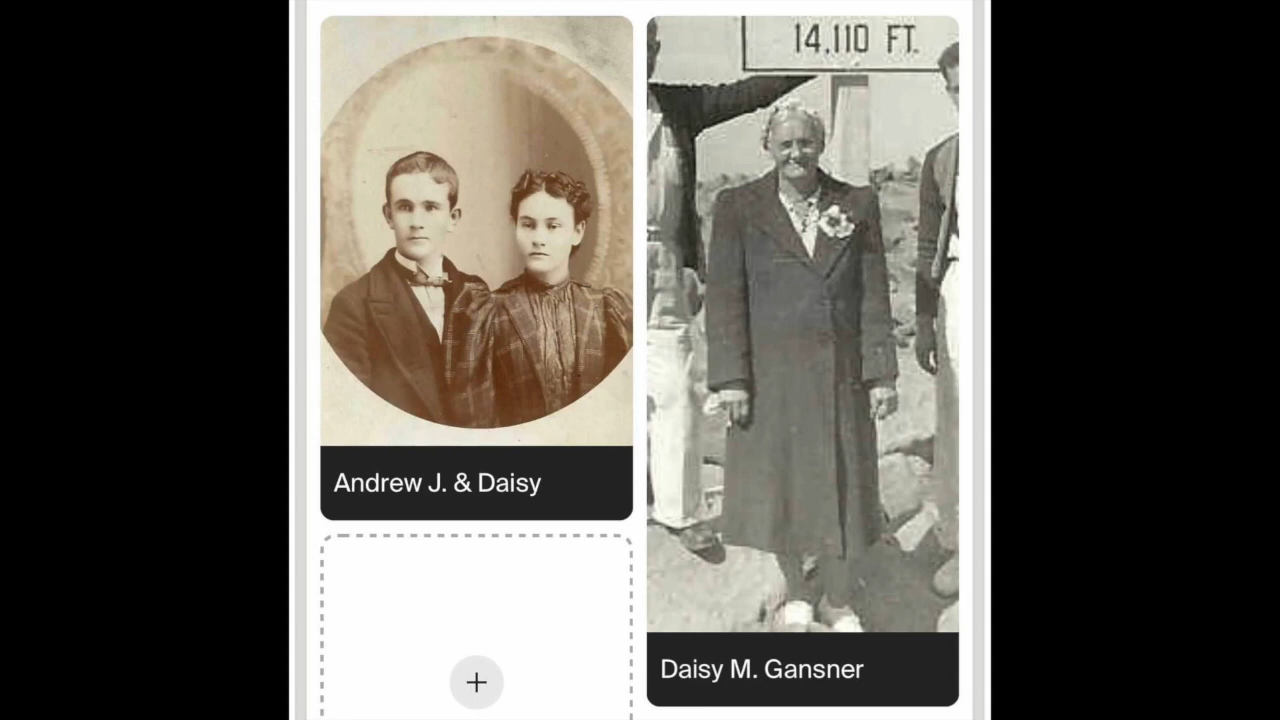 14,110 FT.
Andrew J. & Daisy
Daisy M. Gansner